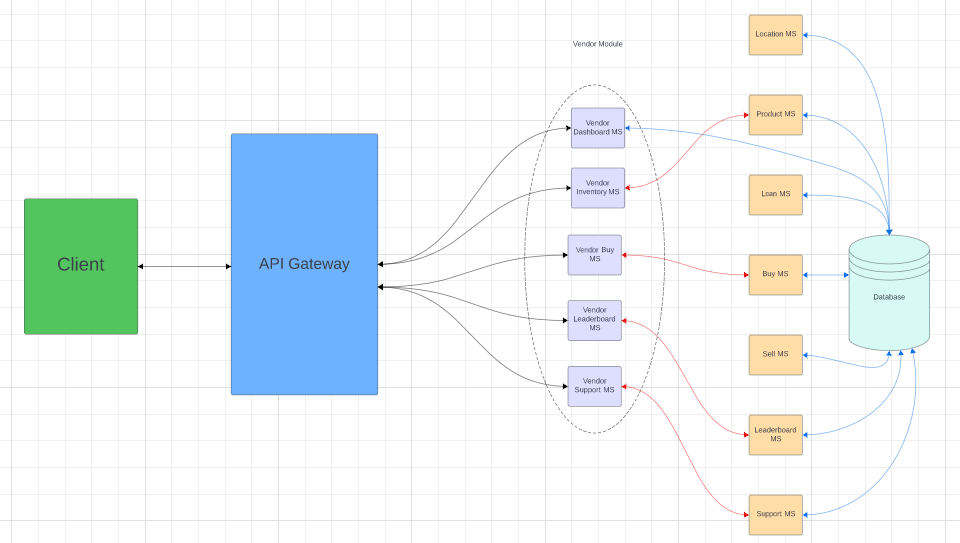 Client
API Gateway
Vendor Module
Vendor
Dashboard MS
Vendor
Inventory MS
Vendor Buy
MS
Vendor
Leaderboard
MS
Vendor
Support MS
Location MS
Product MS
Loan MS
Buy MS
Sell MS
Leaderboard
MS
Support MS
Database